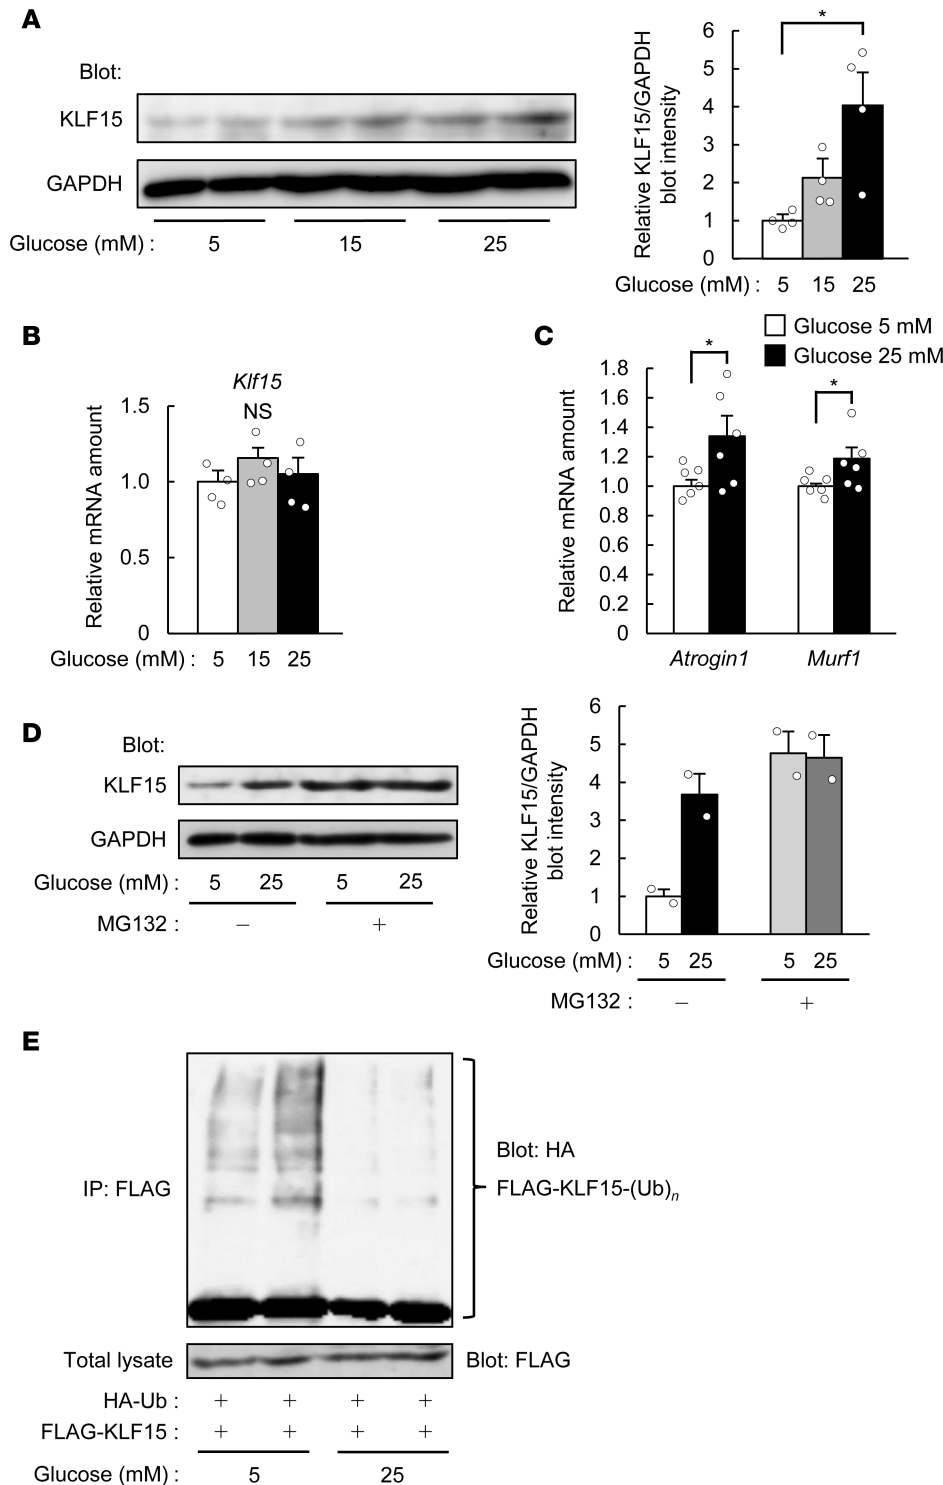 A
Blot:
KLF15
GAPDH
Glucose (mM) : 5 15 25
Relative KLF15/GAPDH
blot intensity
6
5
4
3
2
1
0
*
Glucose (mM) : 5 15 25
B
Klf15
NS
Relative mRNA amount
1.5
1.0
0.5
0
Glucose (mM) : 5 15 25
C
Glucose 5 mM
Glucose 25 mM
Relative mRNA amount
1.8
1.6
1.4
1.2
1.0
0.8
0.6
0.4
0.2
0
*
*
Atrogin1 Murf1
D
Blot:
KLF15
GAPDH
Glucose (mM) : 5 25 5 25
MG132 : − +
Relative KLF15/GAPDH
blot intensity
6
5
4
3
2
1
0
Glucose (mM) : 5 25 5 25
MG132 : − +
E
IP: FLAG
Blot: HA
FLAG-KLF15-(Ub)n
Total lysate
Blot: FLAG
HA-Ub : + + + +
FLAG-KLF15 : + + + +
Glucose (mM) : 5 25